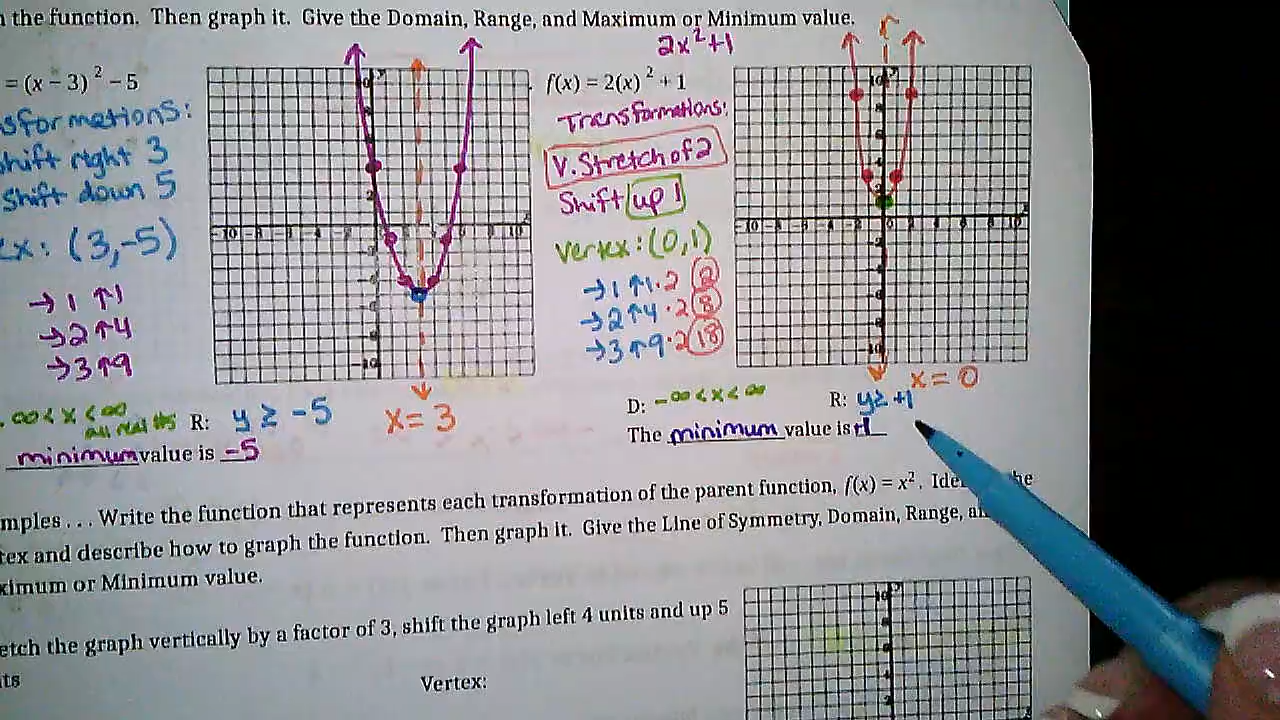 the function. Then graph it. Give the Domain, Range, and Maximum or Minimum value.
= (x − 3)² − 5
sformations:
shift right 3
shift down 5
ex: (3,-5)
→1 ↑1
→2↑4
→3↑9
∞ < x < ∞
all real #s
R: y ≥ -5
x = 3
minimum value is -5
2x²+1
f(x) = 2(x)² + 1
Transformations:
V. Stretch of 2
Shift up 1
vertex: (0,1)
→1 ↑1·2 2
→2↑4·2 8
→3↑9·2 18
x = 0
D: -∞ < x < ∞
R: y ≥ +1
The minimum value is +1
mples . . . Write the function that represents each transformation of the parent function, f(x) = x². Ide he
tex and describe how to graph the function. Then graph it. Give the Line of Symmetry, Domain, Range, a
ximum or Minimum value.
etch the graph vertically by a factor of 3, shift the graph left 4 units and up 5
its
Vertex: